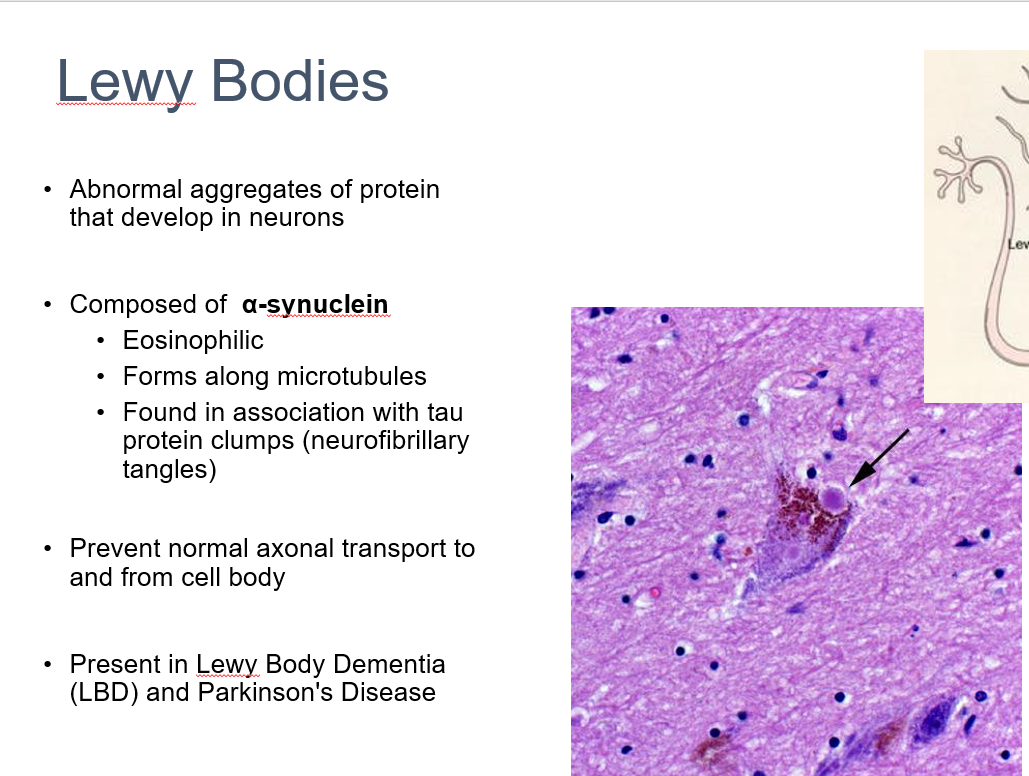 Lewy Bodies
• Abnormal aggregates of protein
that develop in neurons
• Composed of α-synuclein
• Eosinophilic
• Forms along microtubules
• Found in association with tau
protein clumps (neurofibrillary
tangles)
• Prevent normal axonal transport to
and from cell body
• Present in Lewy Body Dementia
(LBD) and Parkinson's Disease